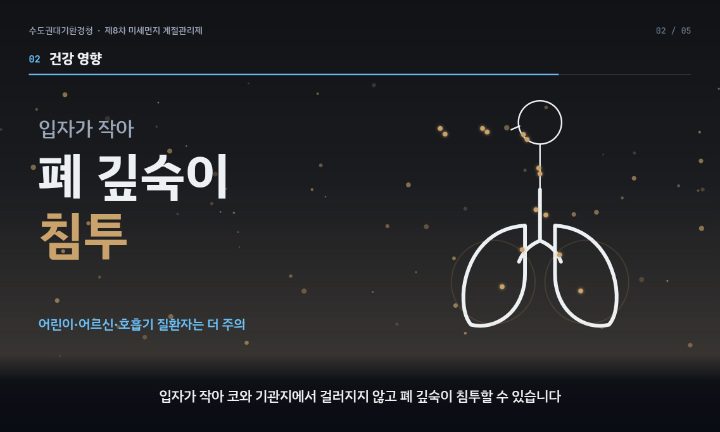 수도권대기환경청 · 제8차 미세먼지 계절관리제
02 / 05
02 건강 영향
입자가 작아
폐 깊숙이
침투
어린이·어르신·호흡기 질환자는 더 주의
입자가 작아 코와 기관지에서 걸러지지 않고 폐 깊숙이 침투할 수 있습니다